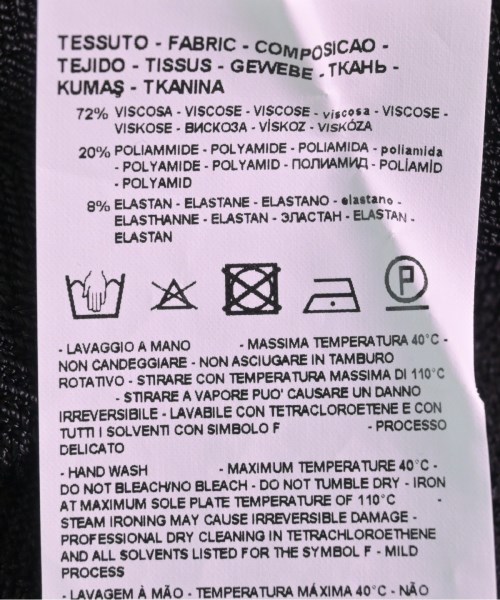 TESSUTO - FABRIC - COMPOSICAO -
TEJIDO - TISSUS - GEWEBE - ТКАНЬ -
KUMAŞ - TKANINA
72% VISCOSA - VISCOSE - VISCOSE - viscosa - VISCOSE -
VISKOSE - ВИСКОЗА - VİSKOZ - VISKÓZA
20% POLIAMMIDE - POLYAMIDE - POLIAMIDA - poliamida
- POLYAMIDE - POLYAMID - ПОЛИАМИД - POLİAMİD
- POLYAMID
8% ELASTAN - ELASTANE - ELASTANO - elastano -
ELASTHANNE - ELASTAN - ЭЛАСТАН - ELASTAN -
ELASTAN
P
- LAVAGGIO A MANO - MASSIMA TEMPERATURA 40°C -
NON CANDEGGIARE - NON ASCIUGARE IN TAMBURO
ROTATIVO - STIRARE CON TEMPERATURA MASSIMA DI 110°C
- STIRARE A VAPORE PUO' CAUSARE UN DANNO
IRREVERSIBILE - LAVABILE CON TETRACLOROETENE E CON
TUTTI I SOLVENTI CON SIMBOLO F - PROCESSO
DELICATO
- HAND WASH - MAXIMUM TEMPERATURE 40°C -
DO NOT BLEACH/NO BLEACH - DO NOT TUMBLE DRY - IRON
AT MAXIMUM SOLE PLATE TEMPERATURE OF 110°C -
STEAM IRONING MAY CAUSE IRREVERSIBLE DAMAGE -
PROFESSIONAL DRY CLEANING IN TETRACHLOROETHENE
AND ALL SOLVENTS LISTED FOR THE SYMBOL F - MILD
PROCESS
- LAVAGEM À MÃO - TEMPERATURA MÁXIMA 40°C - NÃO